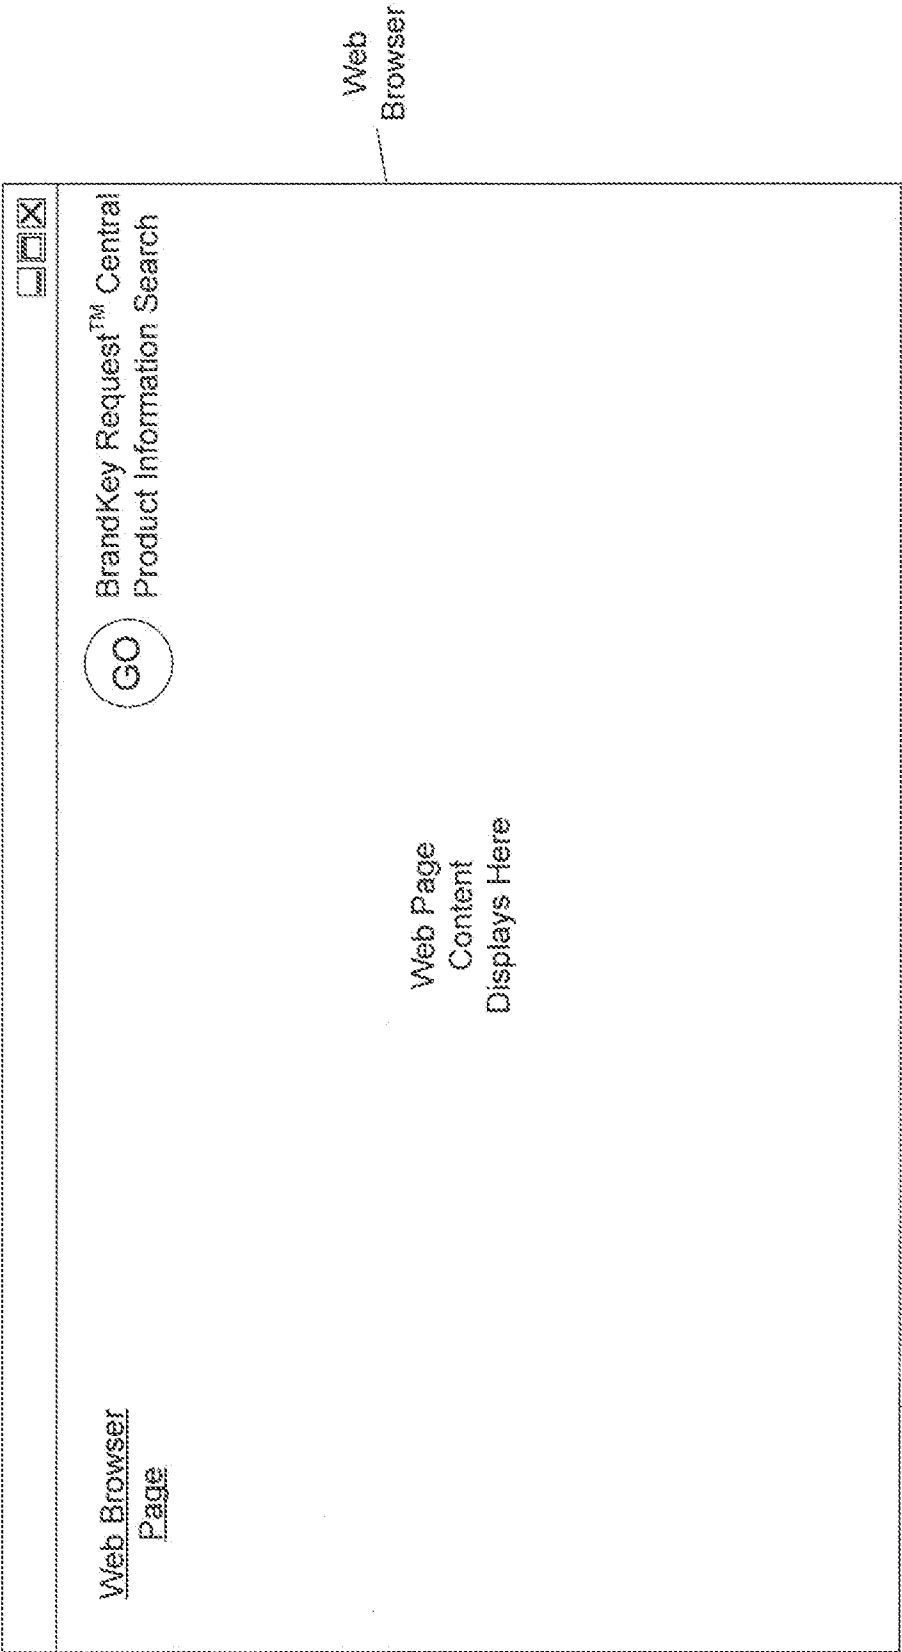 Web Browser
Page
GO
BrandKey Request™ Central
Product Information Search
Web Page
Content
Displays Here
Web
Browser